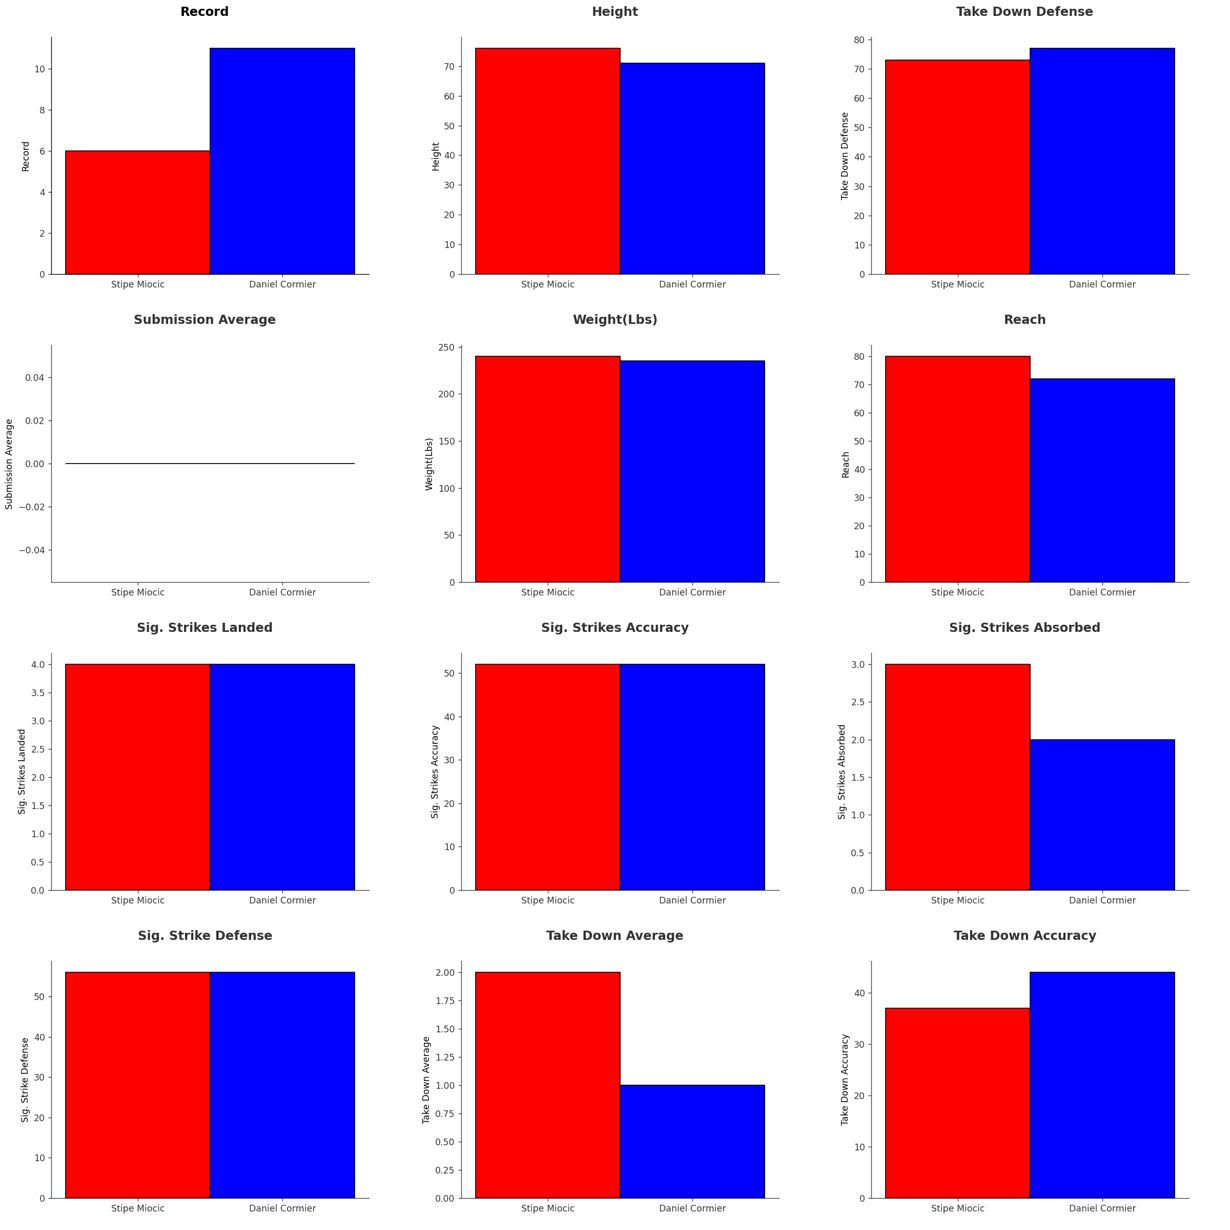 Record
Record
10
8
6
4
2
0
Stipe Miocic Daniel Cormier
Height
Height
70
60
50
40
30
20
10
0
Stipe Miocic Daniel Cormier
Take Down Defense
Take Down Defense
80
70
60
50
40
30
20
10
0
Stipe Miocic Daniel Cormier
Submission Average
Submission Average
0.04
0.02
0.00
−0.02
−0.04
Stipe Miocic Daniel Cormier
Weight(Lbs)
Weight(Lbs)
250
200
150
100
50
0
Stipe Miocic Daniel Cormier
Reach
Reach
80
70
60
50
40
30
20
10
0
Stipe Miocic Daniel Cormier
Sig. Strikes Landed
Sig. Strikes Landed
4.0
3.5
3.0
2.5
2.0
1.5
1.0
0.5
0.0
Stipe Miocic Daniel Cormier
Sig. Strikes Accuracy
Sig. Strikes Accuracy
50
40
30
20
10
0
Stipe Miocic Daniel Cormier
Sig. Strikes Absorbed
Sig. Strikes Absorbed
3.0
2.5
2.0
1.5
1.0
0.5
0.0
Stipe Miocic Daniel Cormier
Sig. Strike Defense
Sig. Strike Defense
50
40
30
20
10
0
Stipe Miocic Daniel Cormier
Take Down Average
Take Down Average
2.00
1.75
1.50
1.25
1.00
0.75
0.50
0.25
0.00
Stipe Miocic Daniel Cormier
Take Down Accuracy
Take Down Accuracy
40
30
20
10
0
Stipe Miocic Daniel Cormier